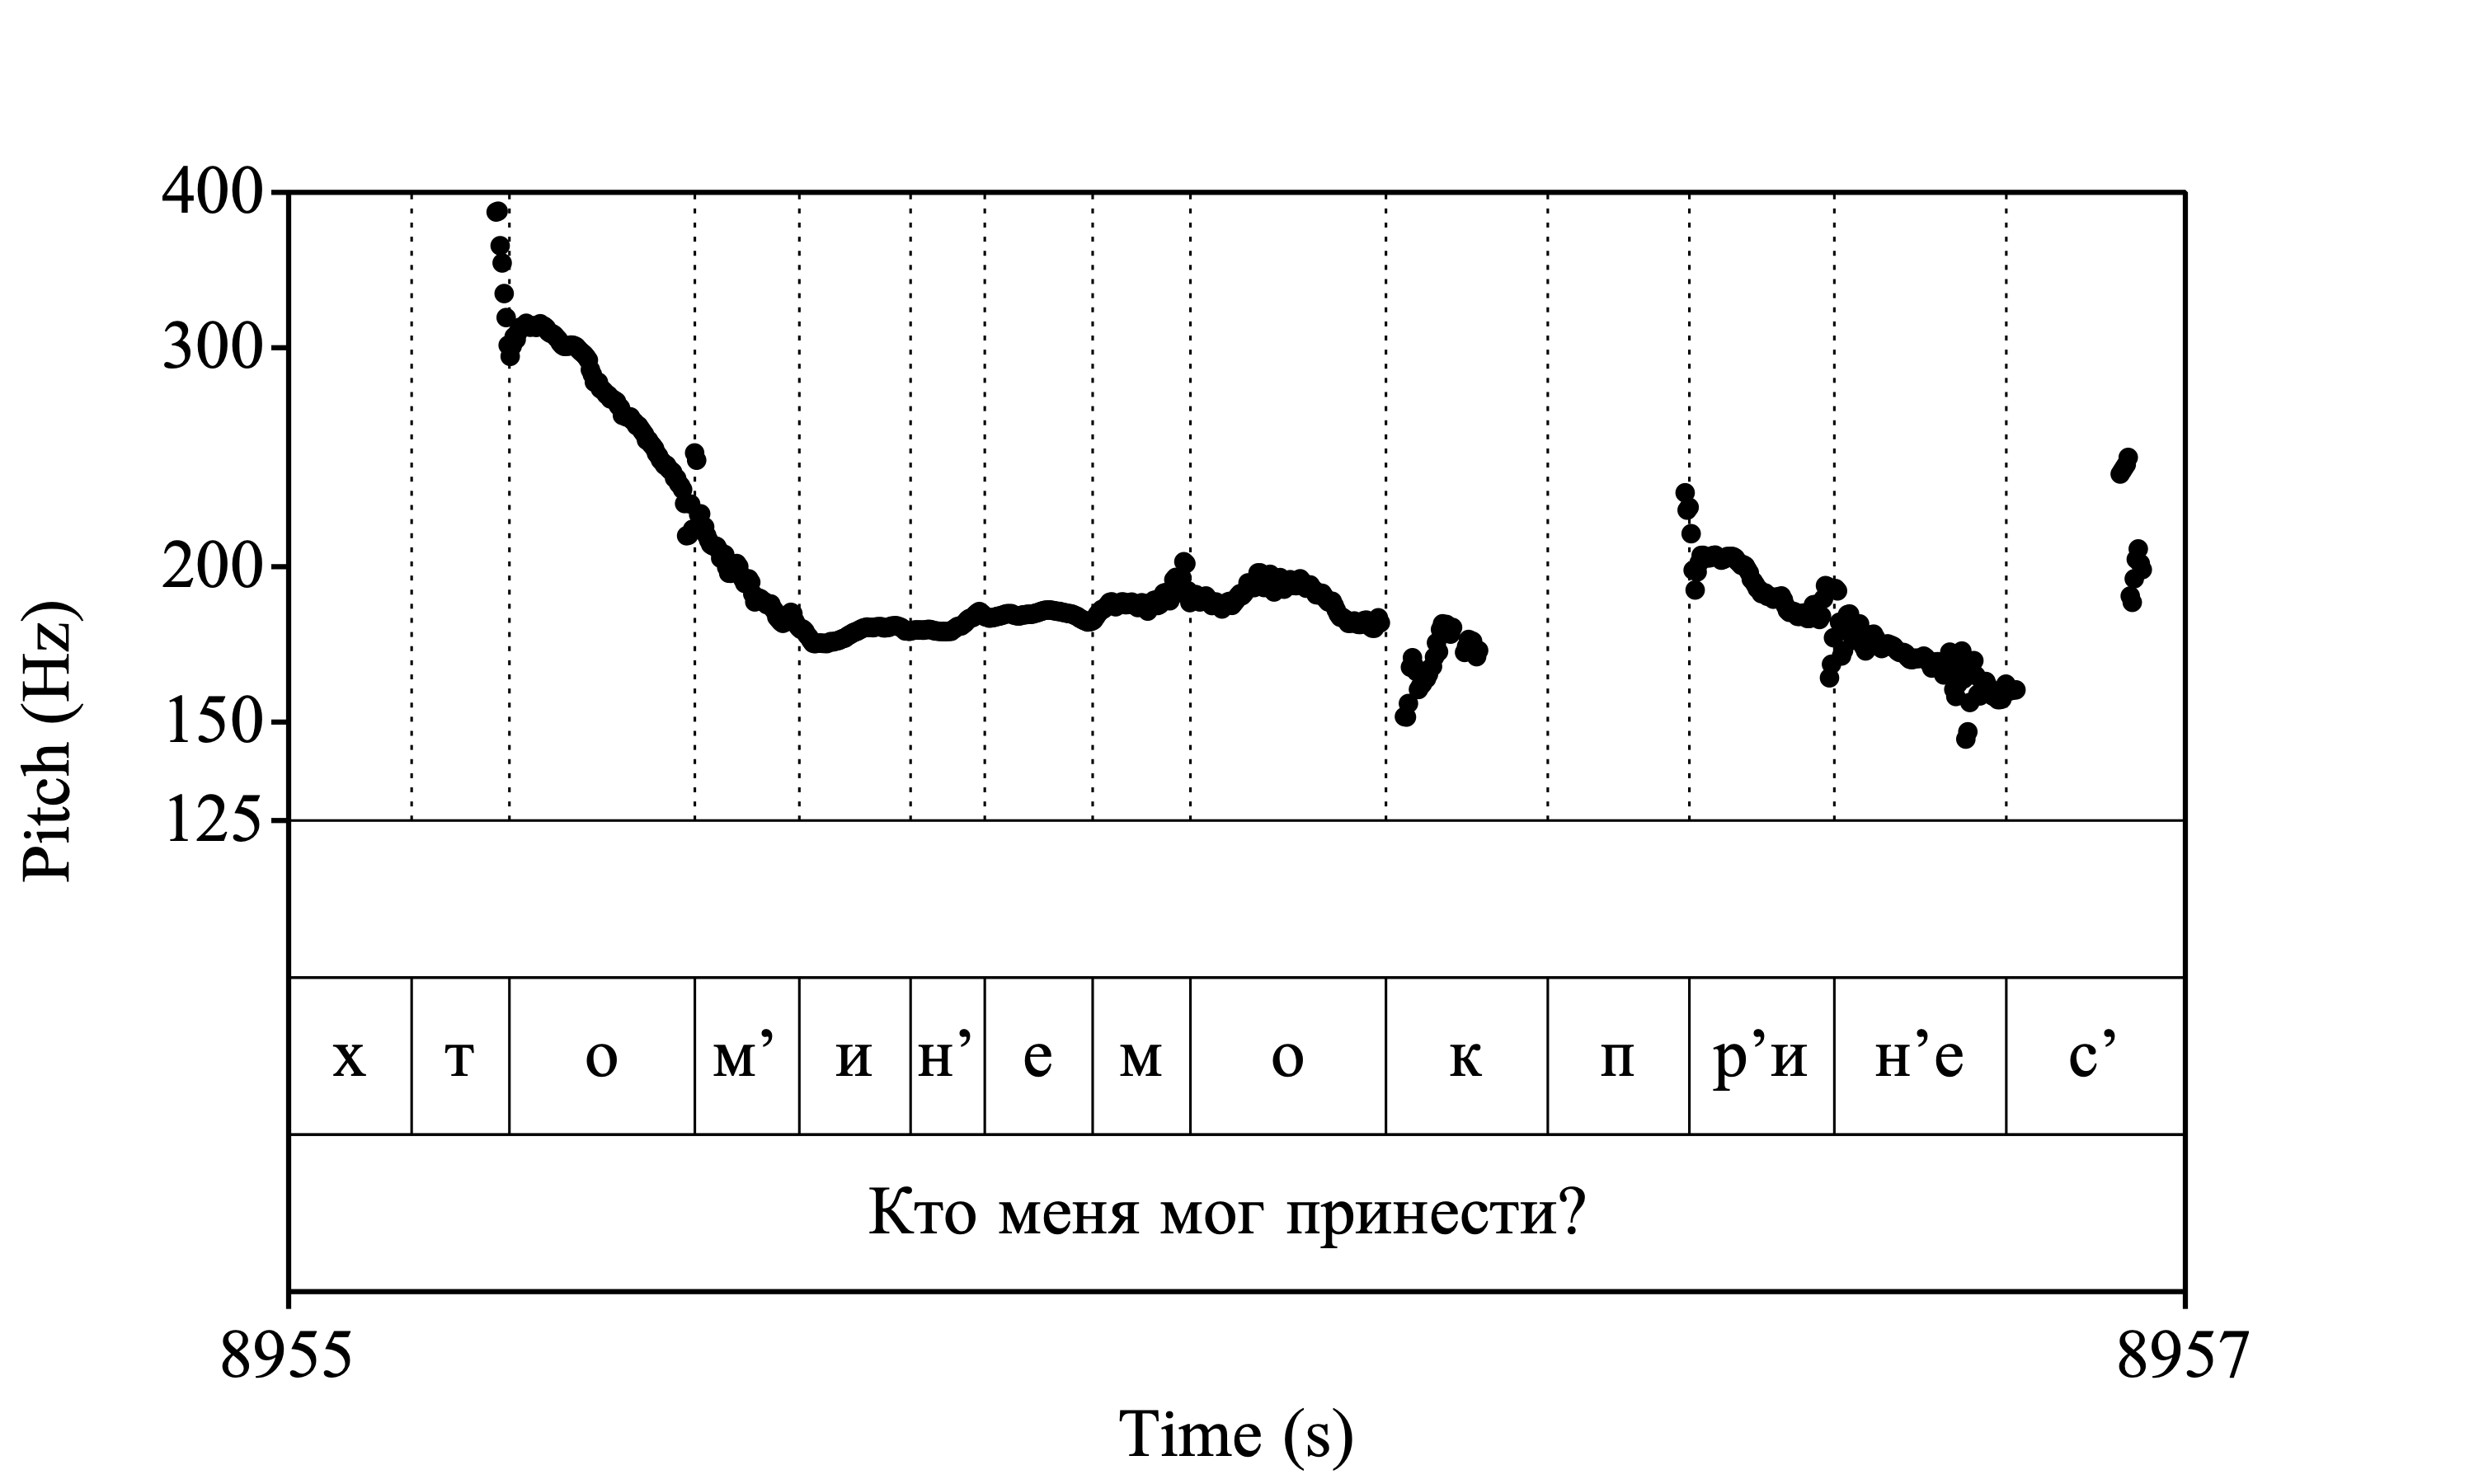 400
300
200
150
125
Pitch (Hz)
х т о м’ и н’ е м о к п р’и н’е с’
Кто меня мог принести?
8955 8957
Time (s)